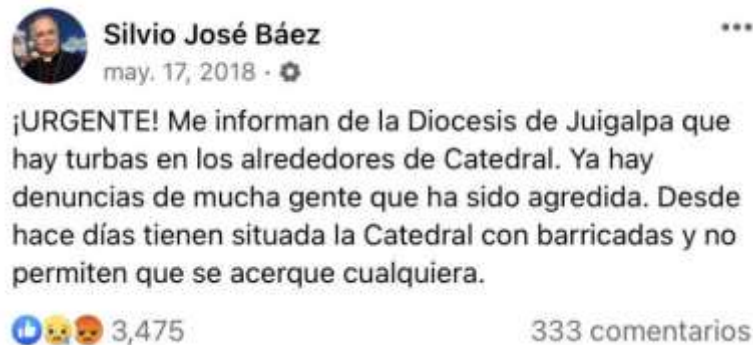 Silvio José Báez
may. 17, 2018 ·
¡URGENTE! Me informan de la Diocesis de Juigalpa que
hay turbas en los alrededores de Catedral. Ya hay
denuncias de mucha gente que ha sido agredida. Desde
hace días tienen situada la Catedral con barricadas y no
permiten que se acerque cualquiera.
3,475 333 comentarios